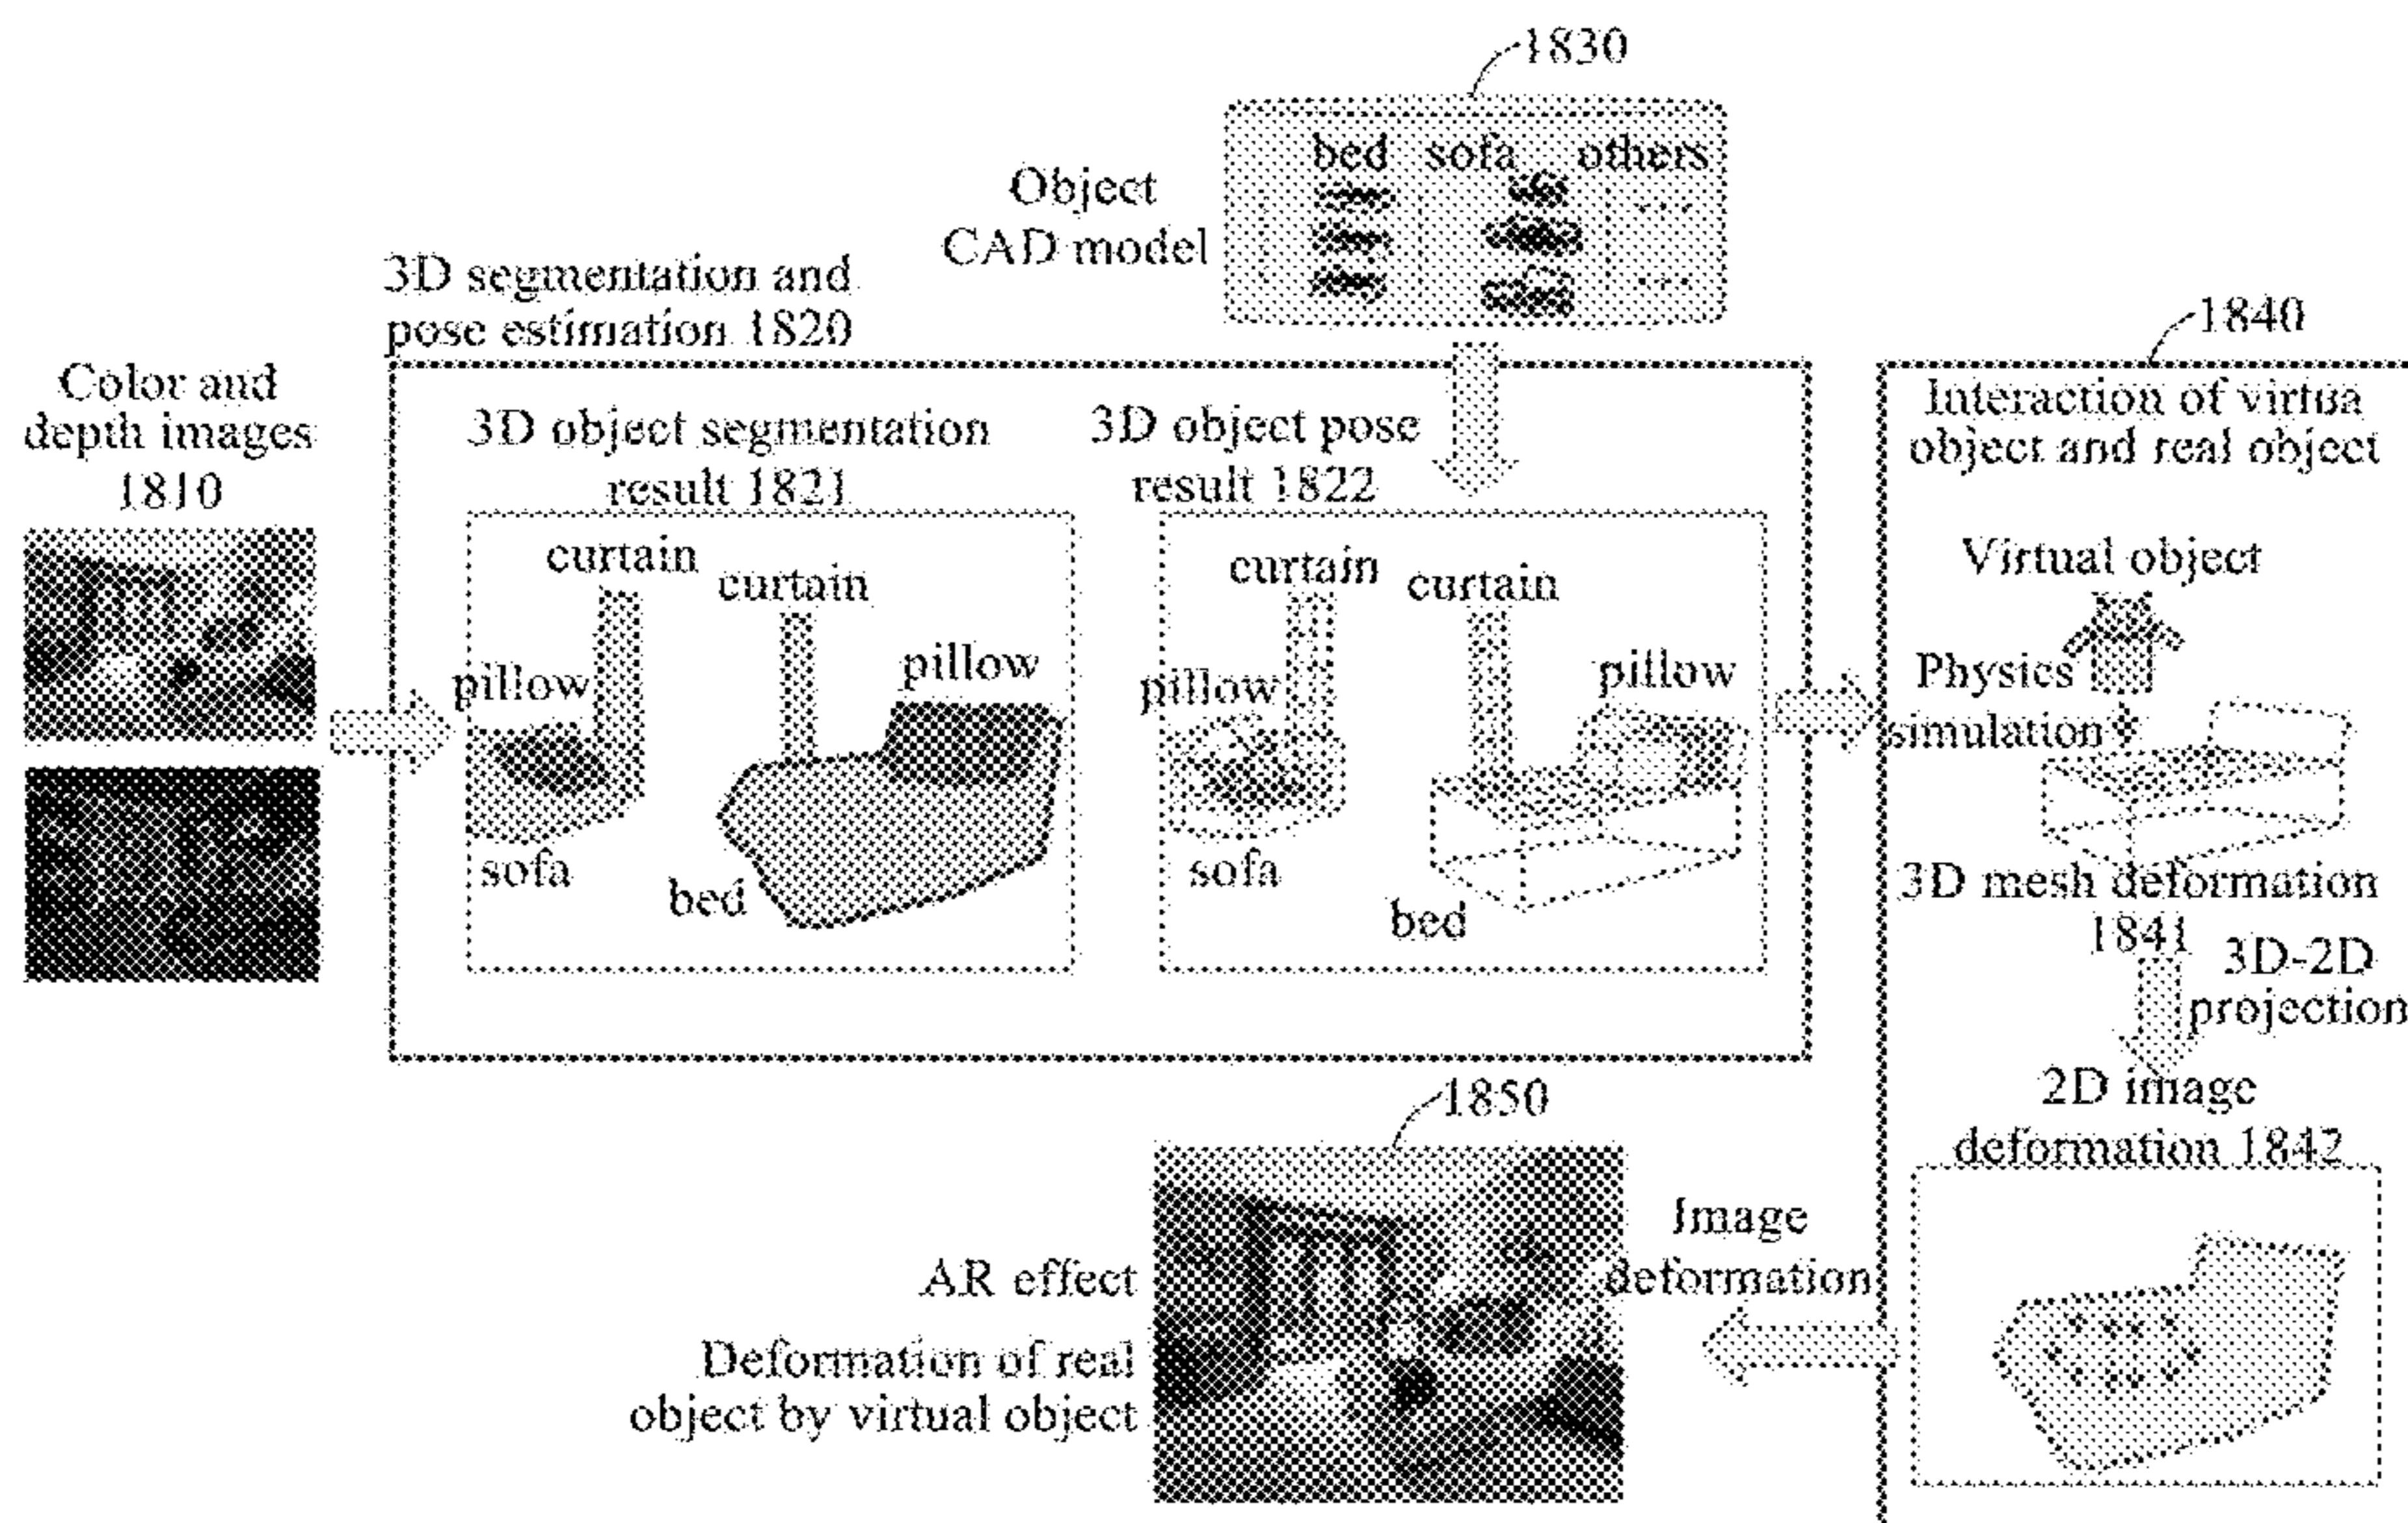 1830
bed sofa others
Object
CAD model
3D segmentation and
pose estimation 1820
1840
Color and
depth images
1810
3D object segmentation
result 1821
3D object pose
result 1822
Interaction of virtua
object and real object
curtain
curtain
pillow
pillow
sofa
bed
curtain
curtain
pillow
pillow
sofa
bed
Virtual object
Physics
simulation
3D mesh deformation
1841
3D-2D
projection
2D image
deformation 1842
1850
Image
deformation
AR effect
Deformation of real
object by virtual object